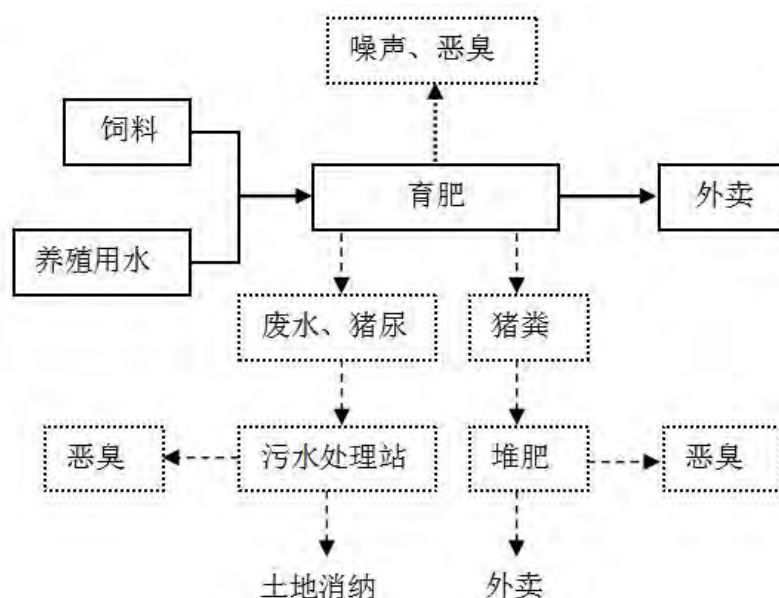 噪声、恶臭
饲料
育肥
外卖
养殖用水
废水、猪尿
猪粪
恶臭
污水处理站
堆肥
恶臭
土地消纳
外卖